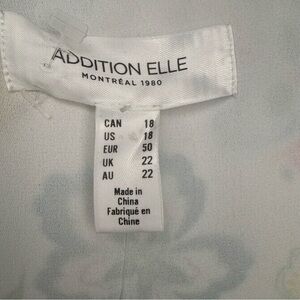 ADDITION ELLE
MONTRÉAL 1980
CAN 18
US 18
EUR 50
UK 22
AU 22
Made in
China
Fabriqué en
Chine